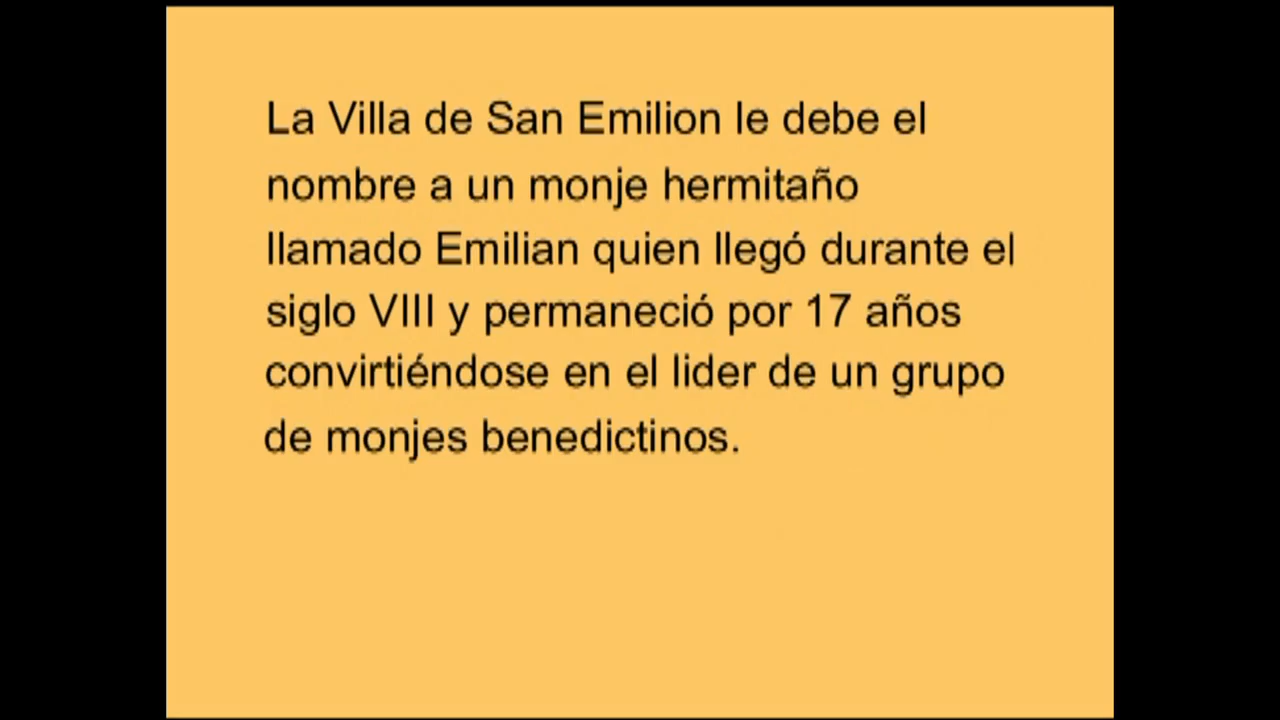 La Villa de San Emilion le debe el
nombre a un monje hermitaño
llamado Emilian quien llegó durante el
siglo VIII y permaneció por 17 años
convirtiéndose en el lider de un grupo
de monjes benedictinos.